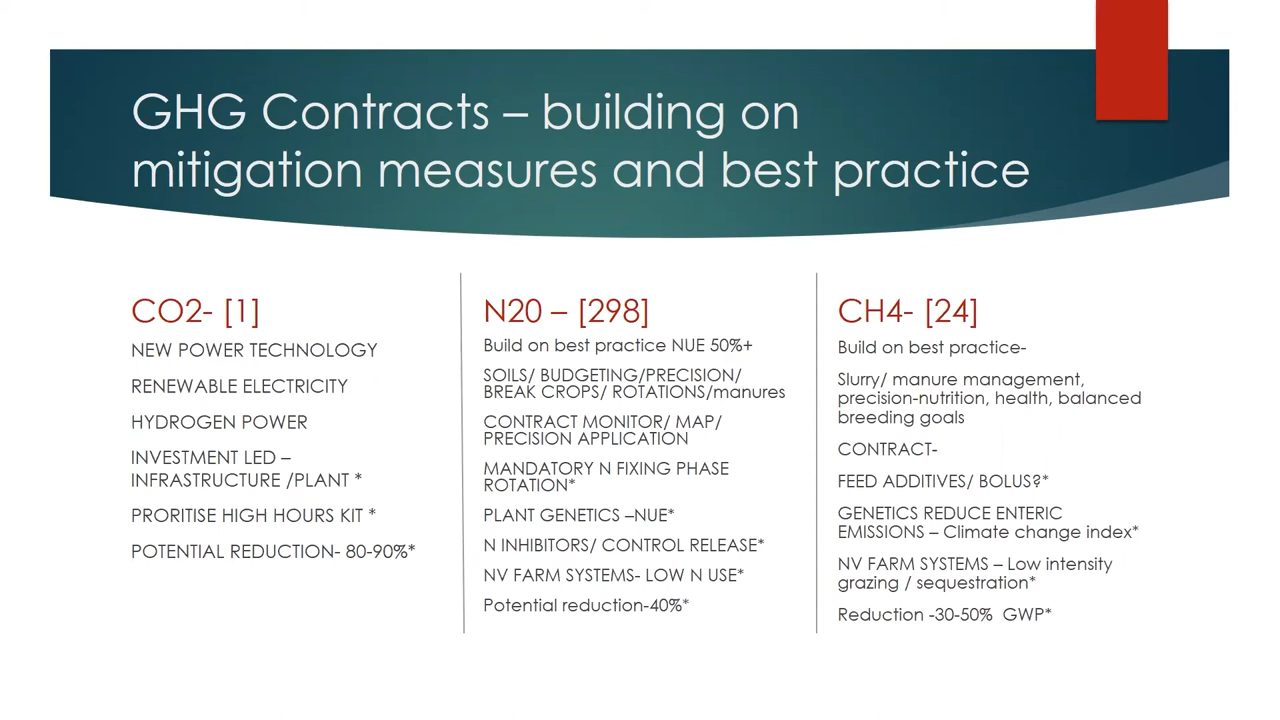 GHG Contracts – building on
mitigation measures and best practice
CO2- [1]
NEW POWER TECHNOLOGY
RENEWABLE ELECTRICITY
HYDROGEN POWER
INVESTMENT LED –
INFRASTRUCTURE /PLANT *
PRORITISE HIGH HOURS KIT *
POTENTIAL REDUCTION- 80-90%*
N20 – [298]
Build on best practice NUE 50%+
SOILS/ BUDGETING/PRECISION/
BREAK CROPS/ ROTATIONS/manures
CONTRACT MONITOR/ MAP/
PRECISION APPLICATION
MANDATORY N FIXING PHASE
ROTATION*
PLANT GENETICS –NUE*
N INHIBITORS/ CONTROL RELEASE*
NV FARM SYSTEMS- LOW N USE*
Potential reduction-40%*
CH4- [24]
Build on best practice-
Slurry/ manure management,
precision-nutrition, health, balanced
breeding goals
CONTRACT-
FEED ADDITIVES/ BOLUS?*
GENETICS REDUCE ENTERIC
EMISSIONS – Climate change index*
NV FARM SYSTEMS – Low intensity
grazing / sequestration*
Reduction -30-50%  GWP*